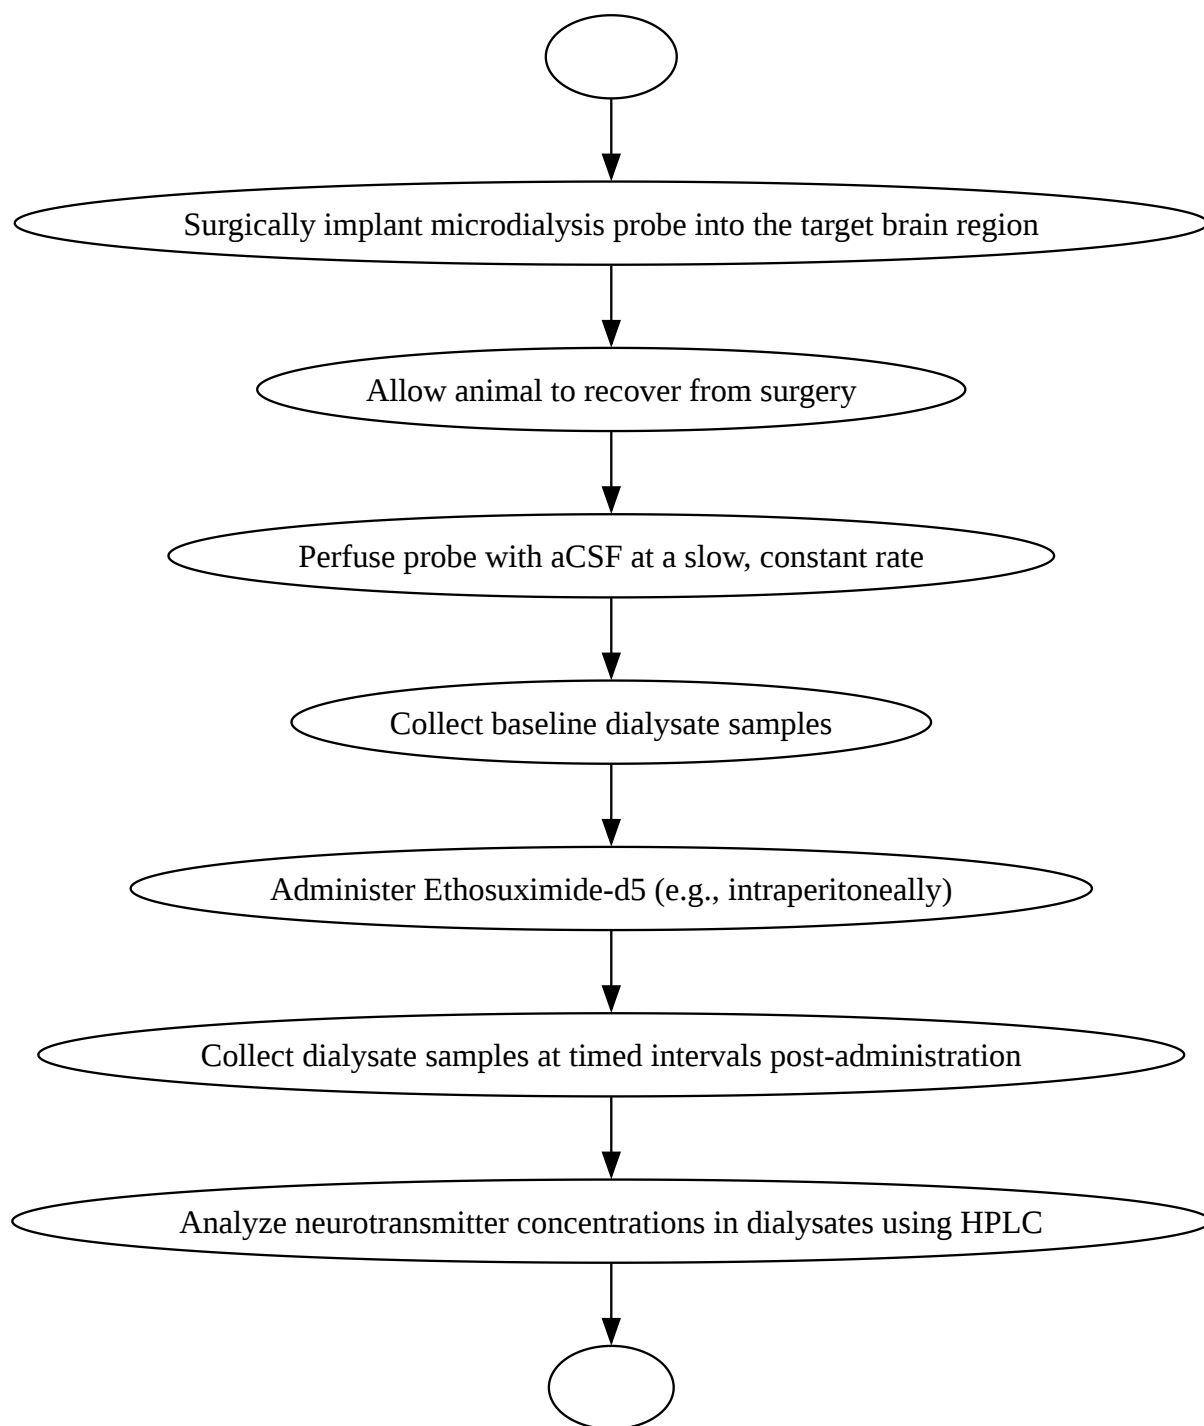 Surgically implant microdialysis probe into the target brain region
Allow animal to recover from surgery
Perfuse probe with aCSF at a slow, constant rate
Collect baseline dialysate samples
Administer Ethosuximide-d5 (e.g., intraperitoneally)
Collect dialysate samples at timed intervals post-administration
Analyze neurotransmitter concentrations in dialysates using HPLC